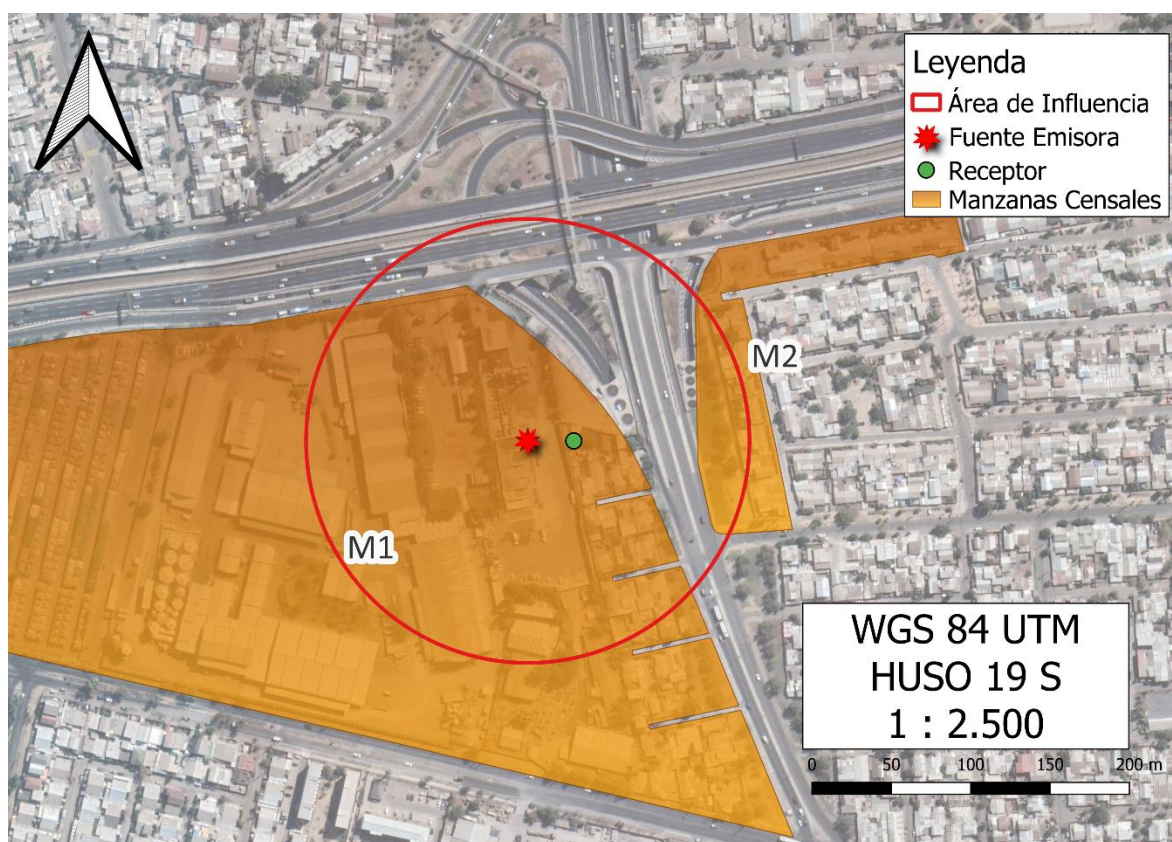 Leyenda
Área de Influencia
Fuente Emisora
Receptor
Manzanas Censales
M2
M1
WGS 84 UTM
HUSO 19 S
1 : 2.500
0 50 100 150 200 m